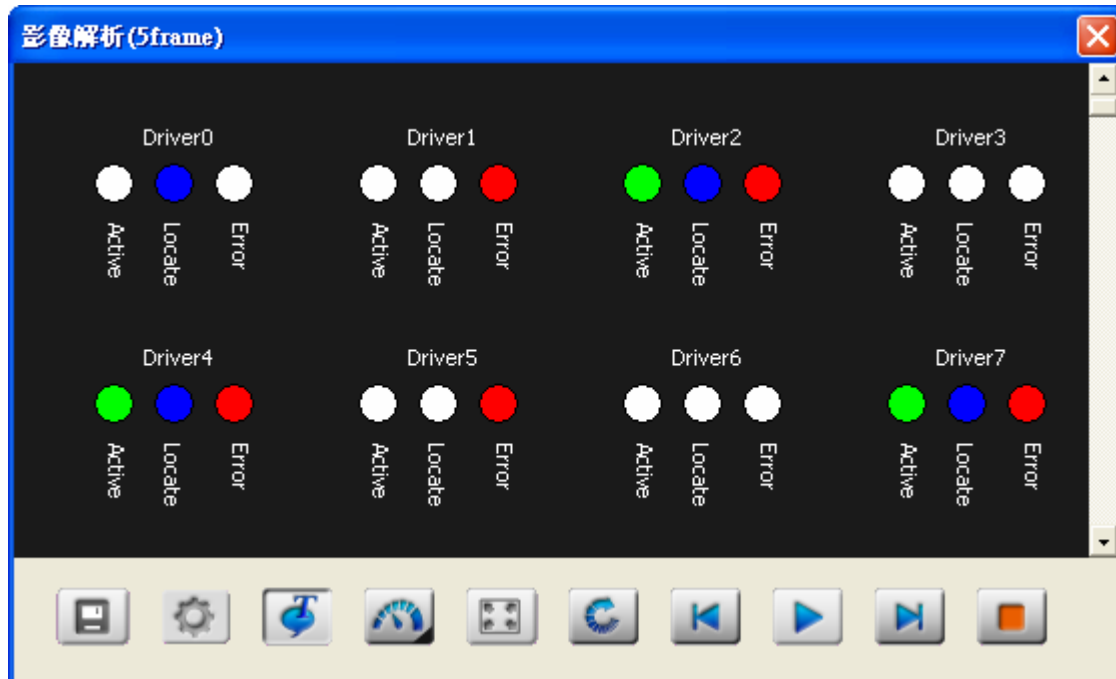 影像解析(5frame)
Driver0 Driver1 Driver2 Driver3
Active Locate Error Active Locate Error Active Locate Error Active Locate Error
Driver4 Driver5 Driver6 Driver7
Active Locate Error Active Locate Error Active Locate Error Active Locate Error
T